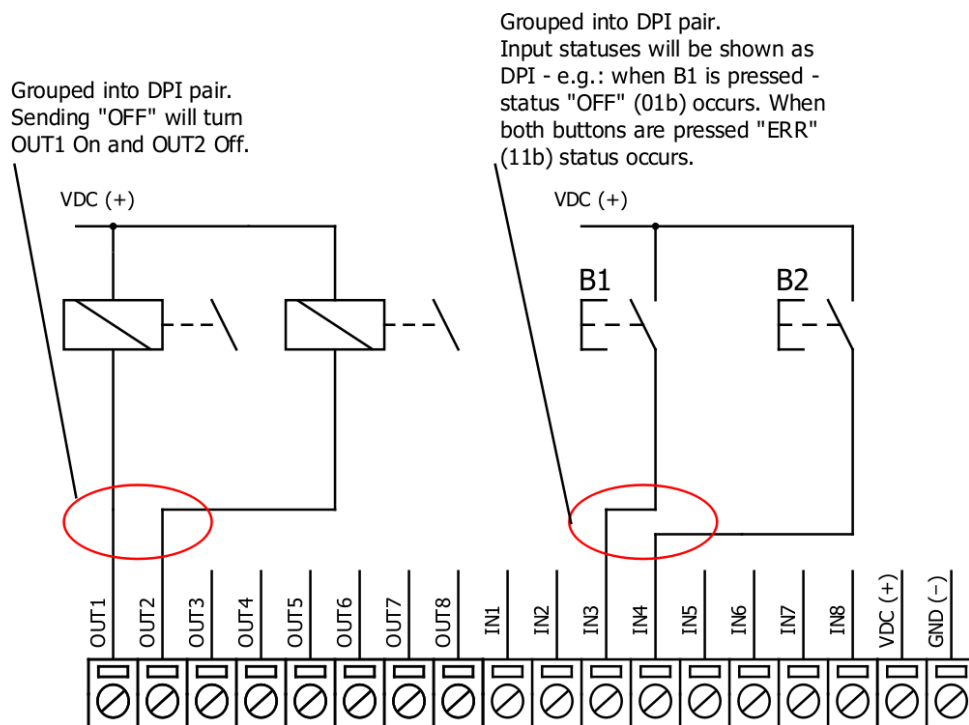 Grouped into DPI pair.
Sending "OFF" will turn
OUT1 On and OUT2 Off.
Grouped into DPI pair.
Input statuses will be shown as
DPI - e.g.: when B1 is pressed -
status "OFF" (01b) occurs. When
both buttons are pressed "ERR"
(11b) status occurs.
VDC (+)
VDC (+)
B1
B2
OUT1
OUT2
OUT3
OUT4
OUT5
OUT6
OUT7
OUT8
IN1
IN2
IN3
IN4
IN5
IN6
IN7
IN8
VDC (+)
GND (−)